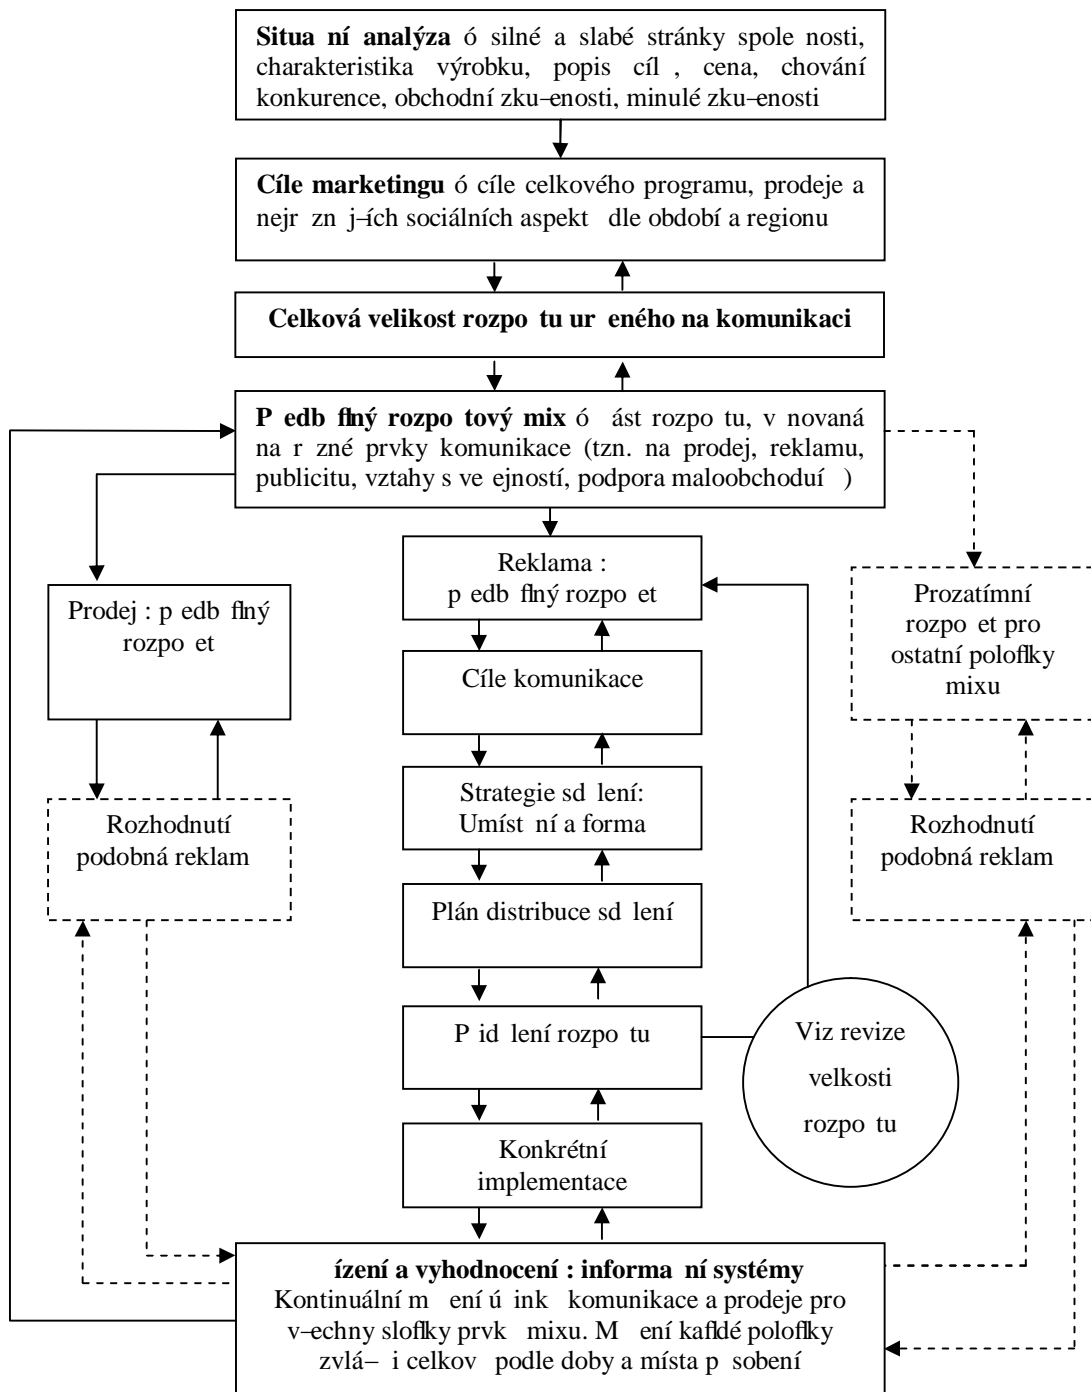 Situa ní analýza ó silné a slabé stránky spole nosti,
charakteristika výrobku, popis cíl , cena, chování
konkurence, obchodní zku–enosti, minulé zku–enosti
Cíle marketingu ó cíle celkového programu, prodeje a
nejr zn j–ích sociálních aspekt dle období a regionu
Celková velikost rozpo tu ur eného na komunikaci
P edb flný rozpo tový mix ó ást rozpo tu, v novaná
na r zné prvky komunikace (tzn. na prodej, reklamu,
publicitu, vztahy s ve ejností, podpora maloobchoduí )
Reklama :
p edb flný rozpo et
Prodej : p edb flný
rozpo et
Prozatímní
rozpo et pro
ostatní poloflky
mixu
Cíle komunikace
Strategie sd lení:
Umíst ní a forma
Rozhodnutí
podobná reklam
Rozhodnutí
podobná reklam
Plán distribuce sd lení
P id lení rozpo tu
Viz revize
velkosti
rozpo tu
Konkrétní
implementace
ízení a vyhodnocení : informa ní systémy
Kontinuální m ení ú ink komunikace a prodeje pro
v–echny sloflky prvk mixu. M ení kafldé poloflky
zvlá– i celkov podle doby a místa p sobení